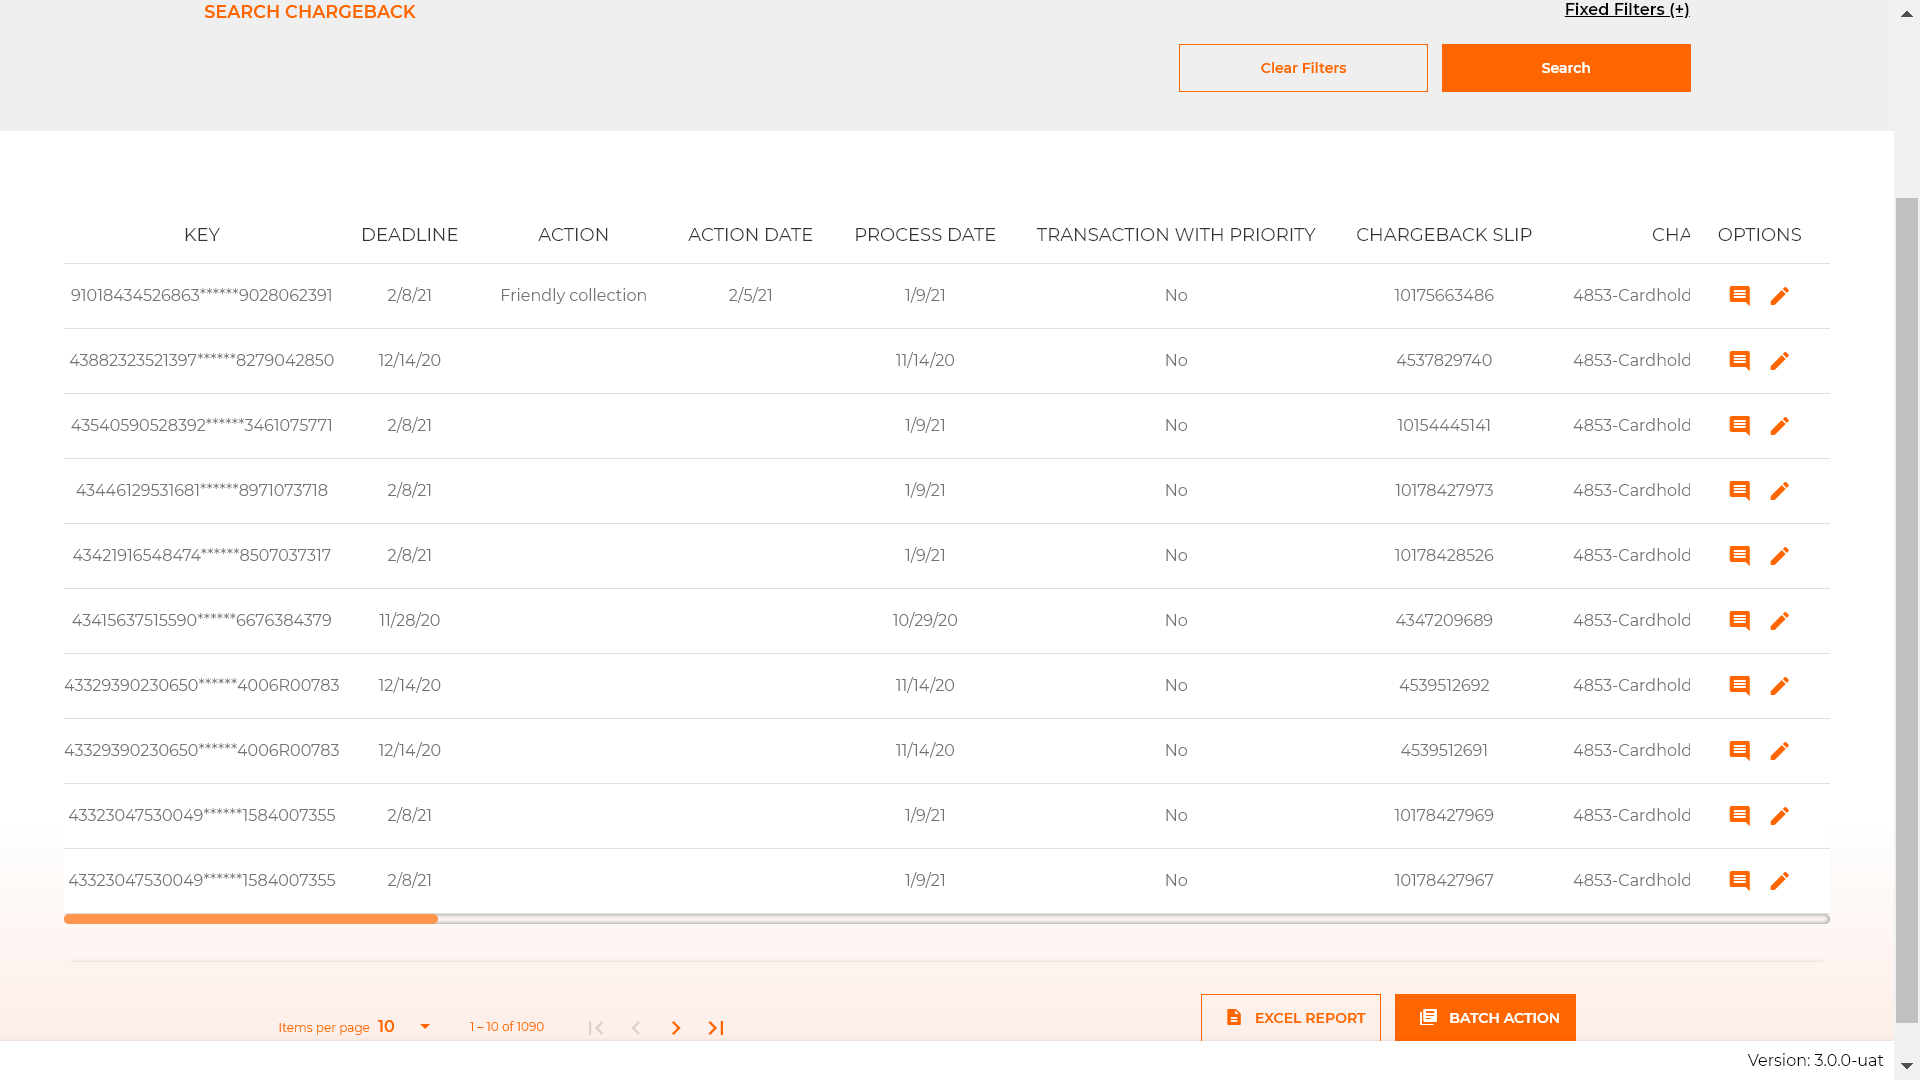 SEARCH CHARGEBACK
Fixed Filters (+)
Clear Filters
Search
KEY DEADLINE ACTION ACTION DATE PROCESS DATE TRANSACTION WITH PRIORITY CHARGEBACK SLIP CHA OPTIONS
91018434526863******9028062391 2/8/21 Friendly collection 2/5/21 1/9/21 No 10175663486 4853-Cardhold
43882323521397******8279042850 12/14/20 11/14/20 No 4537829740 4853-Cardhold
43540590528392******3461075771 2/8/21 1/9/21 No 10154445141 4853-Cardhold
43446129531681******8971073718 2/8/21 1/9/21 No 10178427973 4853-Cardhold
43421916548474******8507037317 2/8/21 1/9/21 No 10178428526 4853-Cardhold
43415637515590******6676384379 11/28/20 10/29/20 No 4347209689 4853-Cardhold
43329390230650******4006R00783 12/14/20 11/14/20 No 4539512692 4853-Cardhold
43329390230650******4006R00783 12/14/20 11/14/20 No 4539512691 4853-Cardhold
43323047530049******1584007355 2/8/21 1/9/21 No 10178427969 4853-Cardhold
43323047530049******1584007355 2/8/21 1/9/21 No 10178427967 4853-Cardhold
Items per page 10 1 – 10 of 1090
EXCEL REPORT
BATCH ACTION
Version: 3.0.0-uat